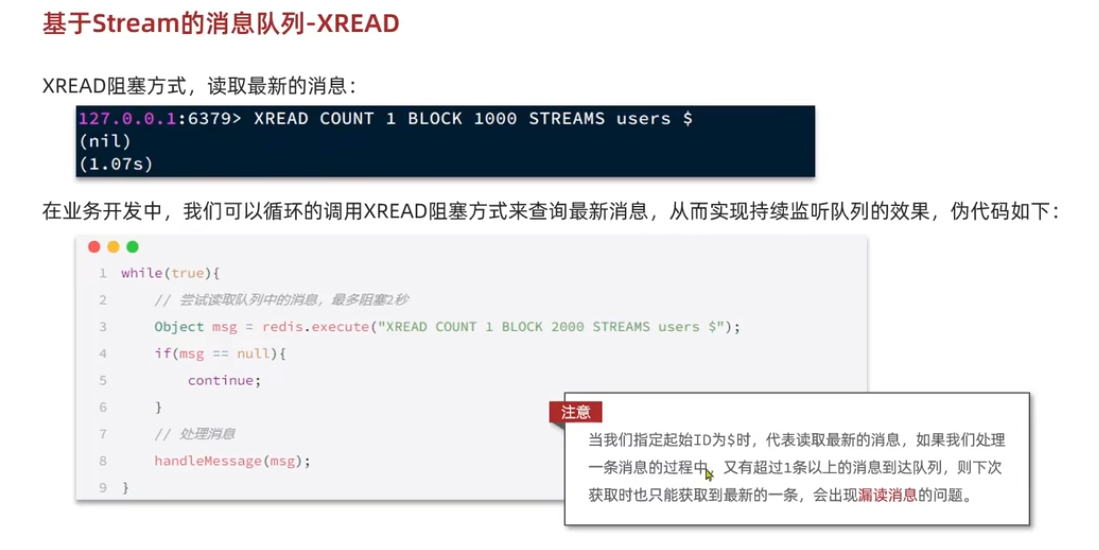 基于Stream的消息队列-XREAD
XREAD阻塞方式，读取最新的消息：
127.0.0.1:6379> XREAD COUNT 1 BLOCK 1000 STREAMS users $
(nil)
(1.07s)
在业务开发中，我们可以循环的调用XREAD阻塞方式来查询最新消息，从而实现持续监听队列的效果，伪代码如下：
1 while(true){
2 // 尝试读取队列中的消息，最多阻塞2秒
3 Object msg = redis.execute("XREAD COUNT 1 BLOCK 2000 STREAMS users $");
4 if(msg == null){
5 continue;
6 }
7 // 处理消息
8 handleMessage(msg);
9 }
注意
当我们指定起始ID为$时，代表读取最新的消息，如果我们处理
一条消息的过程中，又有超过1条以上的消息到达队列，则下次
获取时也只能获取到最新的一条，会出现漏读消息的问题。